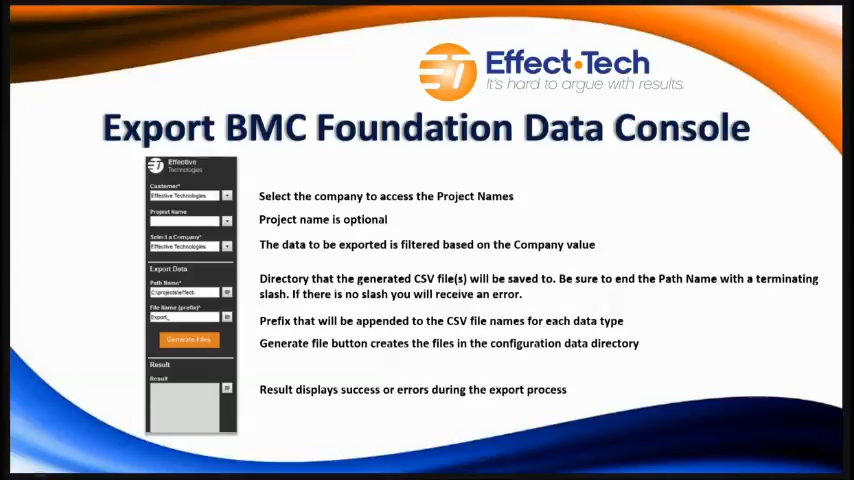 Effect•Tech
It's hard to argue with results.
Export BMC Foundation Data Console
Effective
Technologies
Customer*
Effective Technologies
Select the company to access the Project Names
Project Name
Project name is optional
Select a Company*
Effective Technologies
The data to be exported is filtered based on the Company value
Export Data
Path Name*
C:\projects\effect-
Directory that the generated CSV file(s) will be saved to. Be sure to end the Path Name with a terminating
slash. If there is no slash you will receive an error.
File Name (prefix)*
Export_
Prefix that will be appended to the CSV file names for each data type
Generate Files
Generate file button creates the files in the configuration data directory
Result
Result
Result displays success or errors during the export process